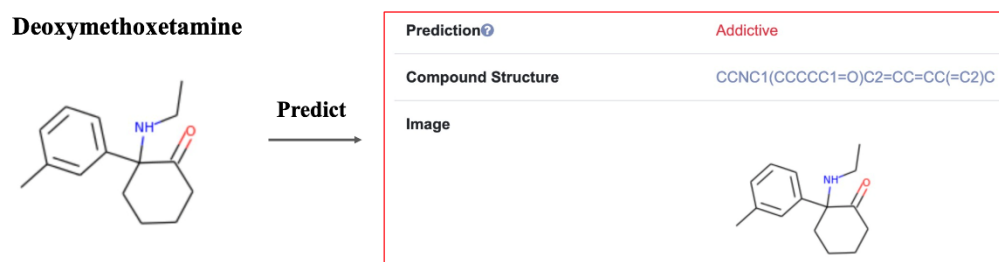 Deoxymethoxetamine
NH
O
Predict
Prediction?
Addictive
Compound Structure
CCNC1(CCCCC1=O)C2=CC=CC(=C2)C
Image
NH
O